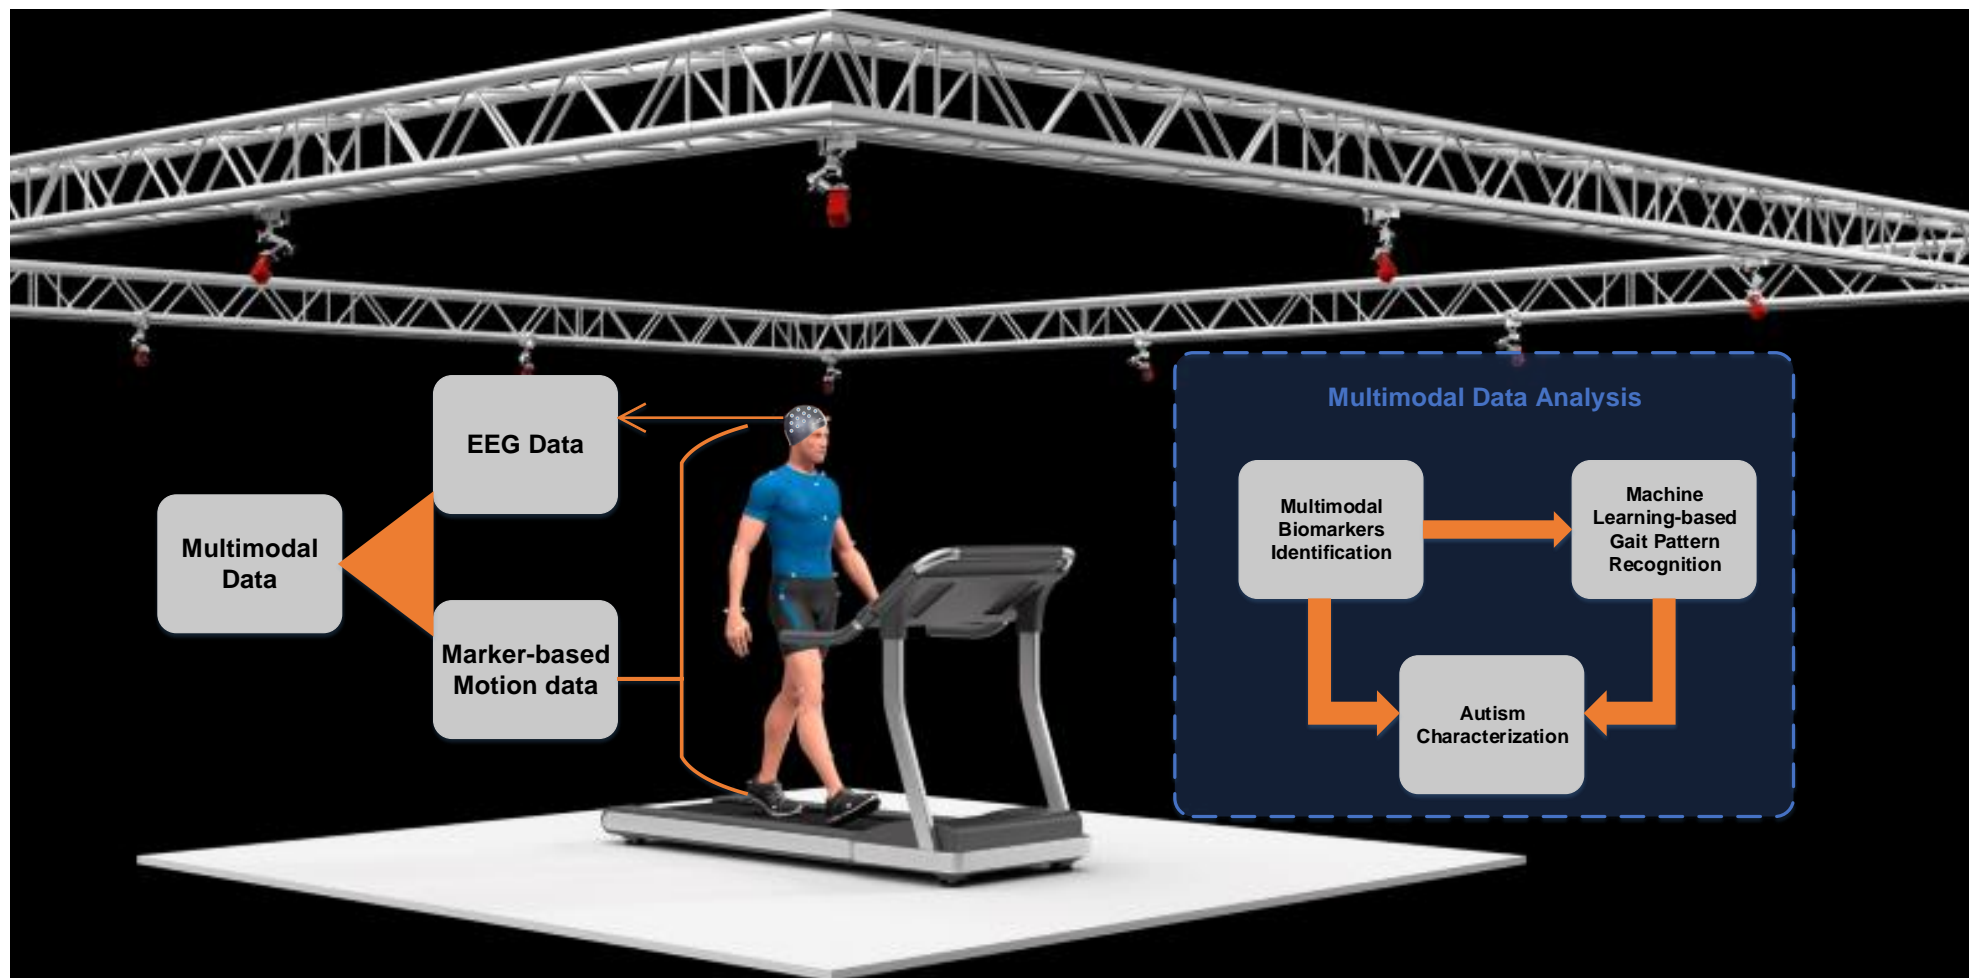 Multimodal
Data
EEG Data
Marker-based
Motion data
Multimodal Data Analysis
Multimodal
Biomarkers
Identification
Machine
Learning-based
Gait Pattern
Recognition
Autism
Characterization